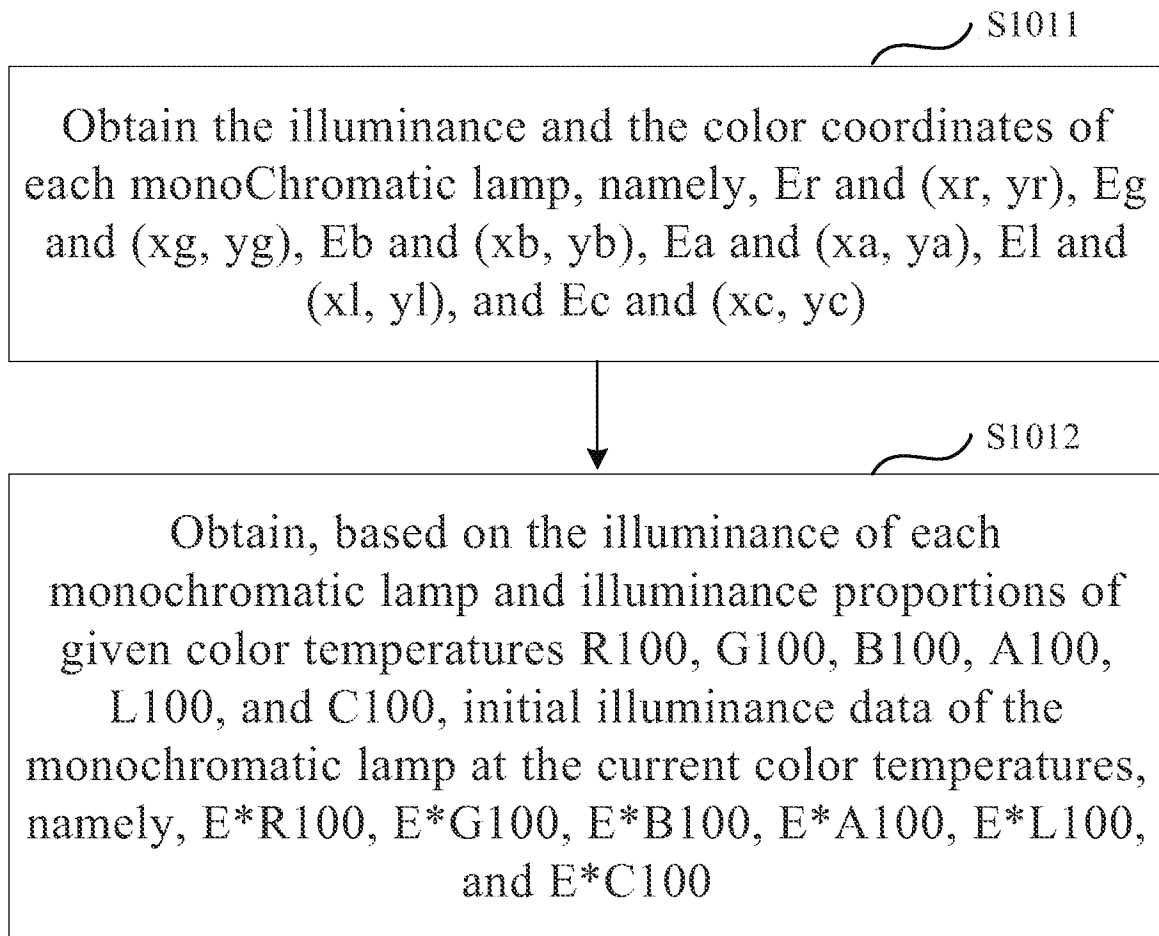 S1011
Obtain the illuminance and the color coordinates of
each monoChromatic lamp, namely, Er and (xr, yr), Eg
and (xg, yg), Eb and (xb, yb), Ea and (xa, ya), El and
(xl, yl), and Ec and (xc, yc)
S1012
Obtain, based on the illuminance of each
monochromatic lamp and illuminance proportions of
given color temperatures R100, G100, B100, A100,
L100, and C100, initial illuminance data of the
monochromatic lamp at the current color temperatures,
namely, E*R100, E*G100, E*B100, E*A100, E*L100,
and E*C100